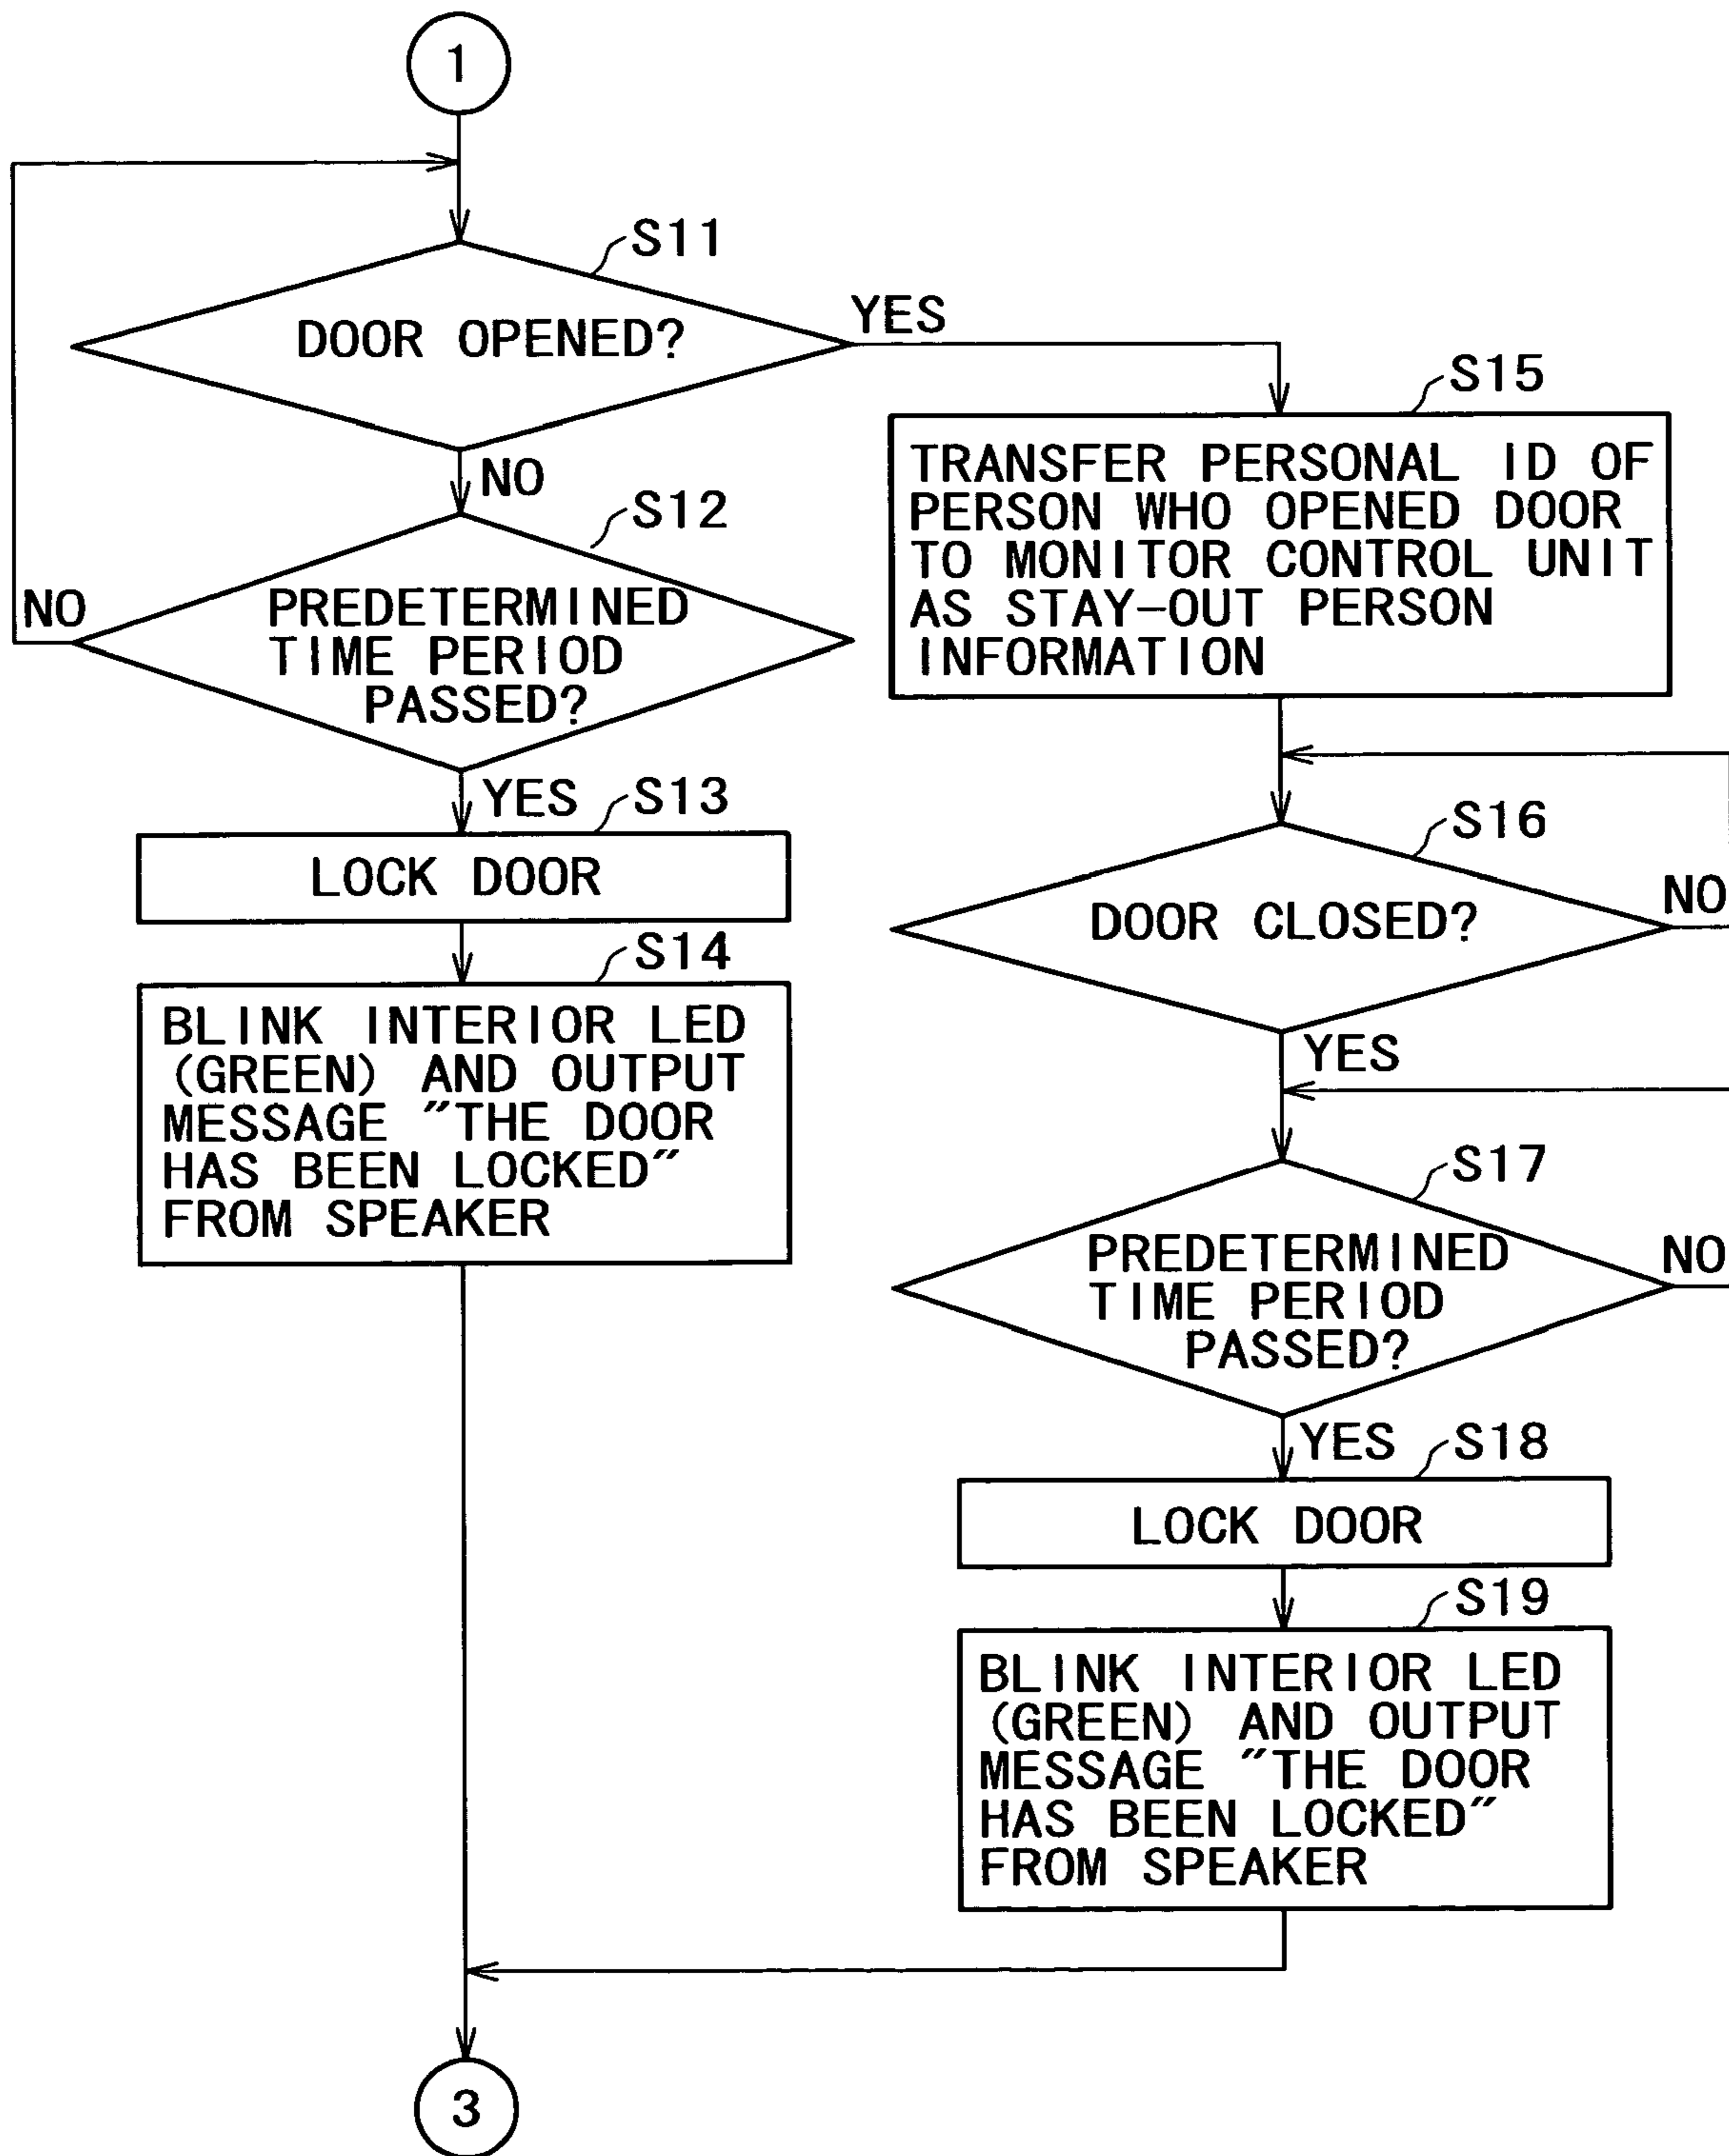 1
S11
DOOR OPENED?
YES
NO
S12
NO
PREDETERMINED
TIME PERIOD
PASSED?
YES
S13
LOCK DOOR
S14
BLINK INTERIOR LED
(GREEN) AND OUTPUT
MESSAGE "THE DOOR
HAS BEEN LOCKED"
FROM SPEAKER
S15
TRANSFER PERSONAL ID OF
PERSON WHO OPENED DOOR
TO MONITOR CONTROL UNIT
AS STAY-OUT PERSON
INFORMATION
S16
DOOR CLOSED?
NO
YES
S17
PREDETERMINED
TIME PERIOD
PASSED?
NO
YES
S18
LOCK DOOR
S19
BLINK INTERIOR LED
(GREEN) AND OUTPUT
MESSAGE "THE DOOR
HAS BEEN LOCKED"
FROM SPEAKER
3